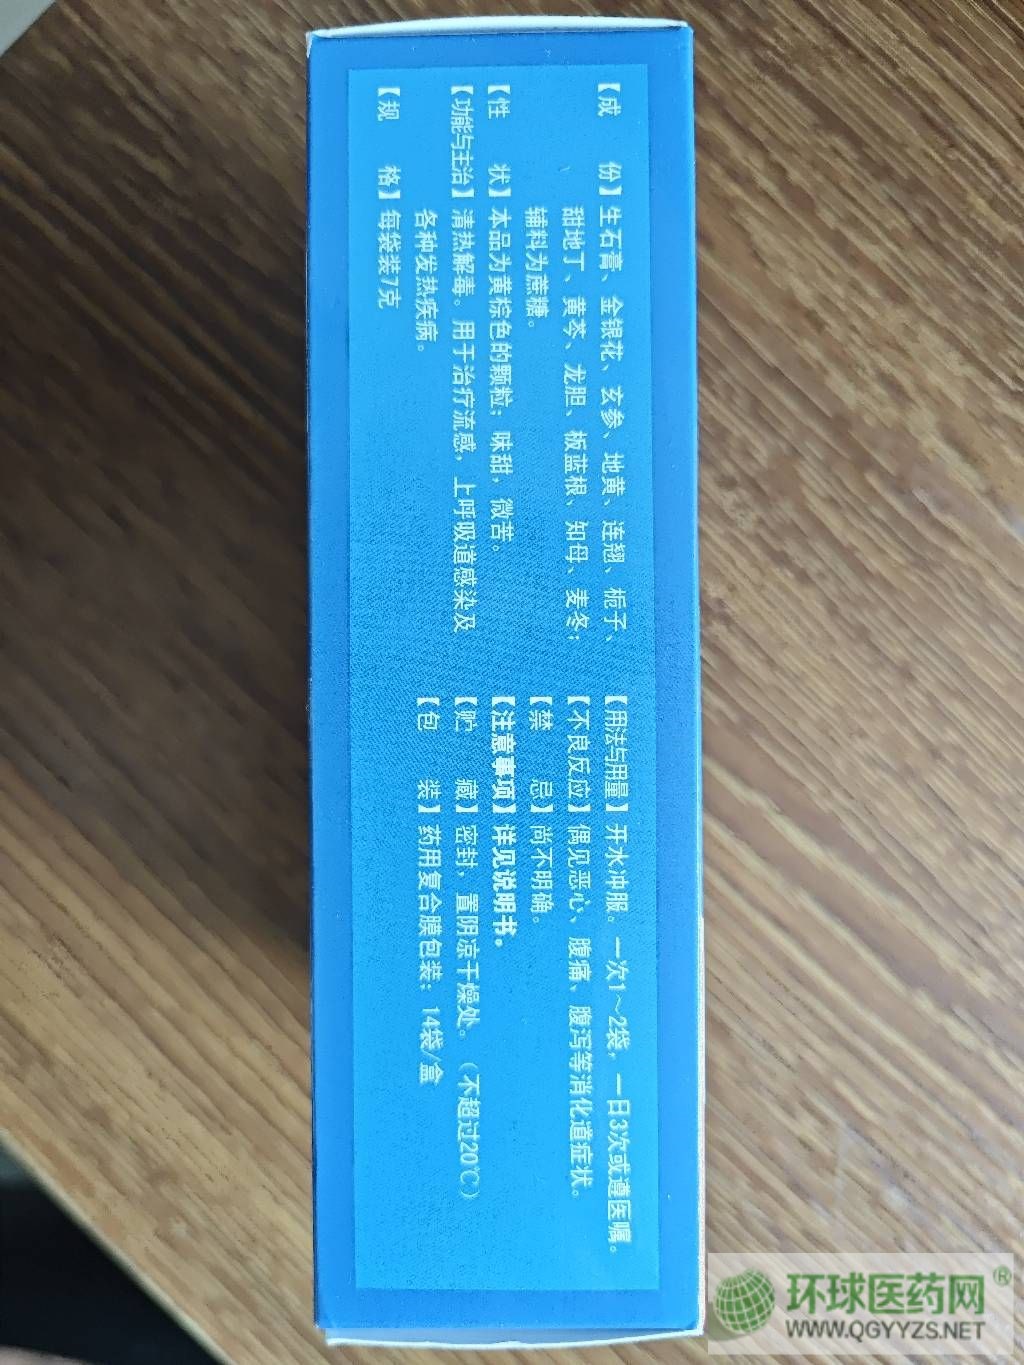 【成份】生石膏、金银花、玄参、地黄、连翘、栀子、
甜地丁、黄芩、龙胆、板蓝根、知母、麦冬；
辅料为蔗糖。
【性状】本品为黄棕色的颗粒；味甜，微苦。
【功能与主治】清热解毒。用于治疗流感，上呼吸道感染及
各种发热疾病。
【规格】每袋装7克
【用法与用量】开水冲服。一次1～2袋，一日3次或遵医嘱。
【不良反应】偶见恶心、腹痛、腹泻等消化道症状。
【禁忌】尚不明确。
【注意事项】详见说明书。
【贮藏】密封，置阴凉干燥处。（不超过20℃）
【包装】药用复合膜包装；14袋/盒
环球医药网®
WWW.QGYYZS.NET